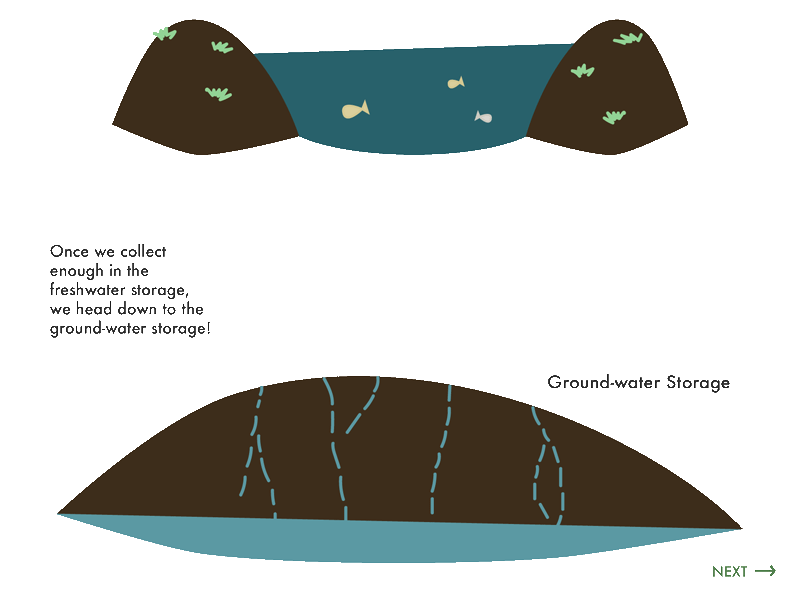 Once we collect
enough in the
freshwater storage,
we head down to the
ground-water storage!
Ground-water Storage
NEXT →